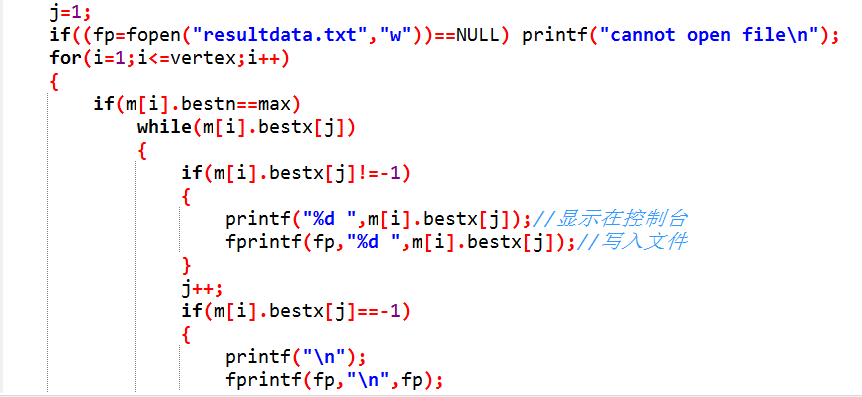 j=1;
if((fp=fopen("resultdata.txt","w"))==NULL) printf("cannot open file\n");
for(i=1;i<=vertex;i++)
{
if(m[i].bestn==max)
while(m[i].bestx[j])
{
if(m[i].bestx[j]!=-1)
{
printf("%d ",m[i].bestx[j]);//显示在控制台
fprintf(fp,"%d ",m[i].bestx[j]);//写入文件
}
j++;
if(m[i].bestx[j]==-1)
{
printf("\n");
fprintf(fp,"\n",fp);